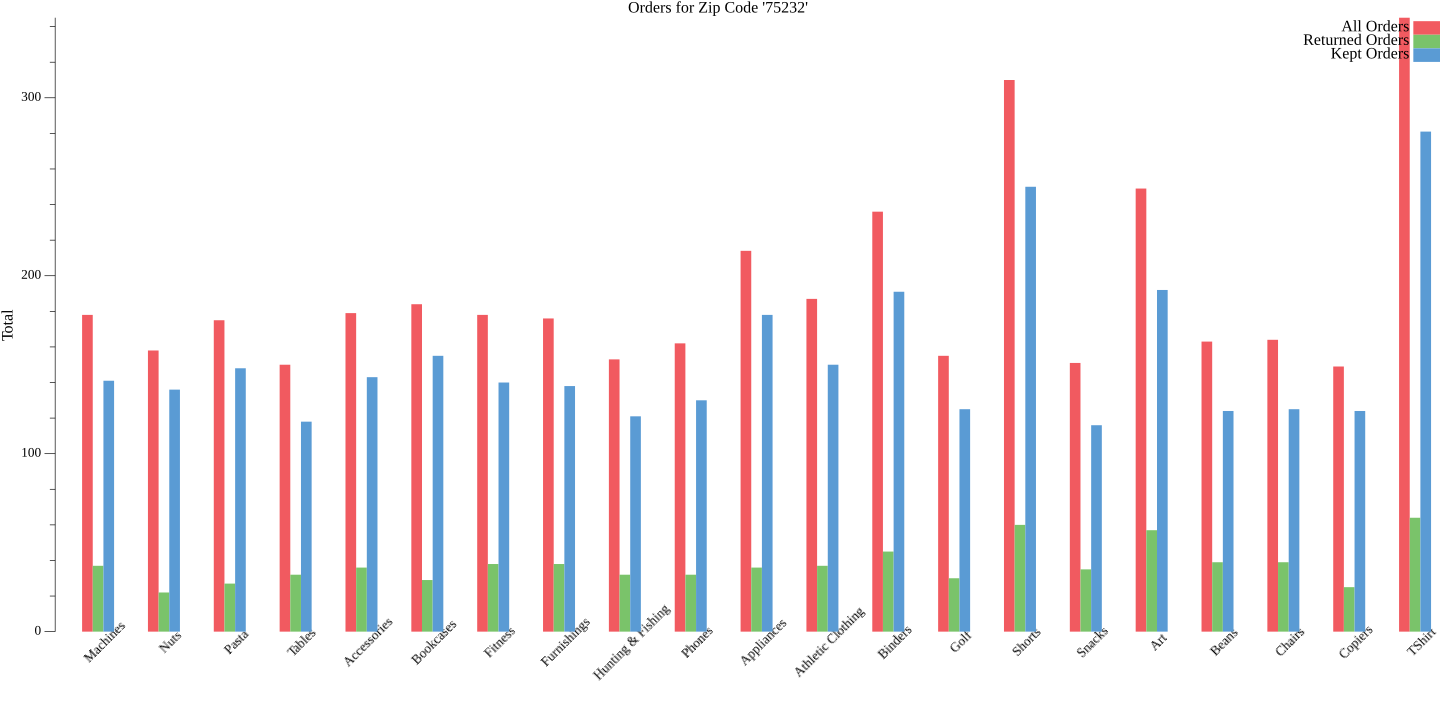 Orders for Zip Code '75232'
All Orders
Returned Orders
Kept Orders
Total
300
200
100
0
Machines
Nuts
Pasta
Tables
Accessories
Bookcases
Fitness
Furnishings
Hunting & Fishing
Phones
Appliances
Athletic Clothing
Binders
Golf
Shorts
Snacks
Art
Beans
Chairs
Copiers
TShirt